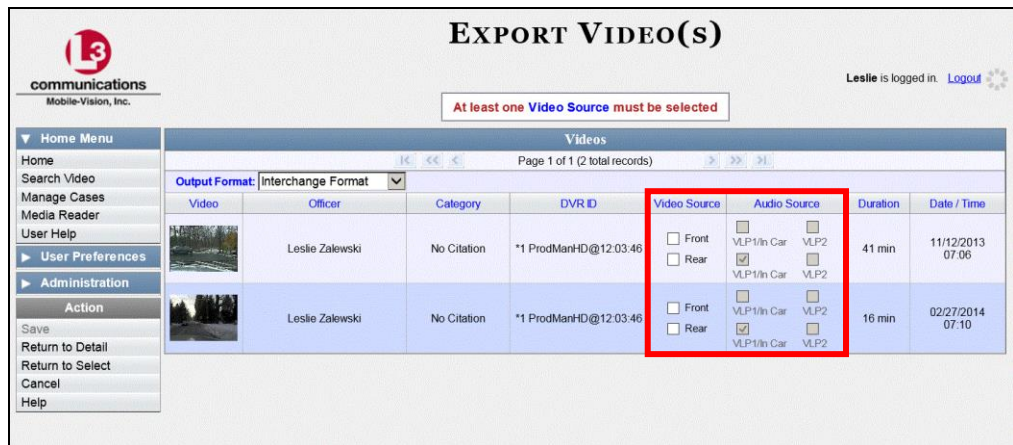 EXPORT VIDEO(S)
L3
communications
Mobile-Vision, Inc.
Leslie is logged in. Logout
At least one Video Source must be selected
▼ Home Menu
Home
Search Video
Manage Cases
Media Reader
User Help
▶ User Preferences
▶ Administration
Action
Save
Return to Detail
Return to Select
Cancel
Help
Videos
Page 1 of 1 (2 total records)
Output Format: Interchange Format
Video Officer Category DVR ID Video Source Audio Source Duration Date / Time
Leslie Zalewski No Citation *1 ProdManHD@12:03:46 41 min 11/12/2013 07:06
Front VLP1/In Car VLP2
Rear VLP1/In Car VLP2
Leslie Zalewski No Citation *1 ProdManHD@12:03:46 16 min 02/27/2014 07:10
Front VLP1/In Car VLP2
Rear VLP1/In Car VLP2